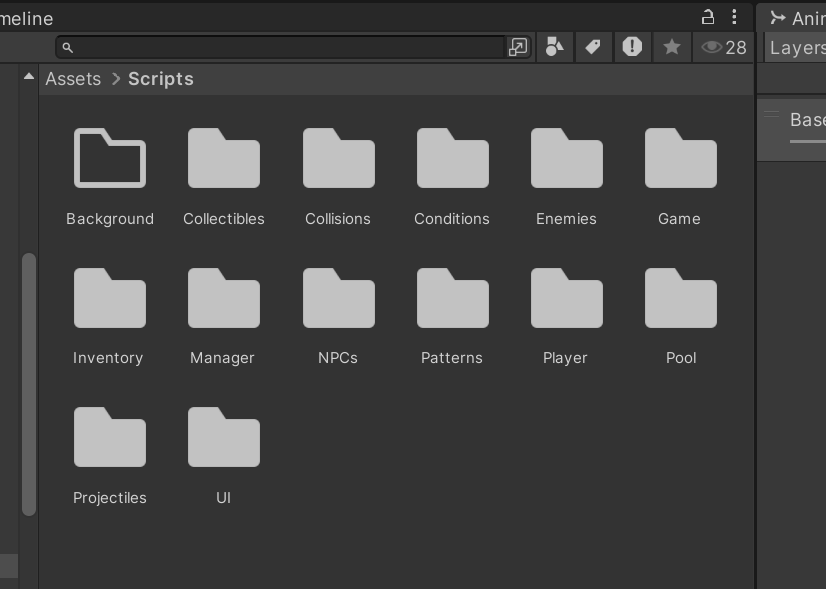 meline
28
Anim
Layers
Assets > Scripts
Base
Background Collectibles Collisions Conditions Enemies Game
Inventory Manager NPCs Patterns Player Pool
Projectiles UI